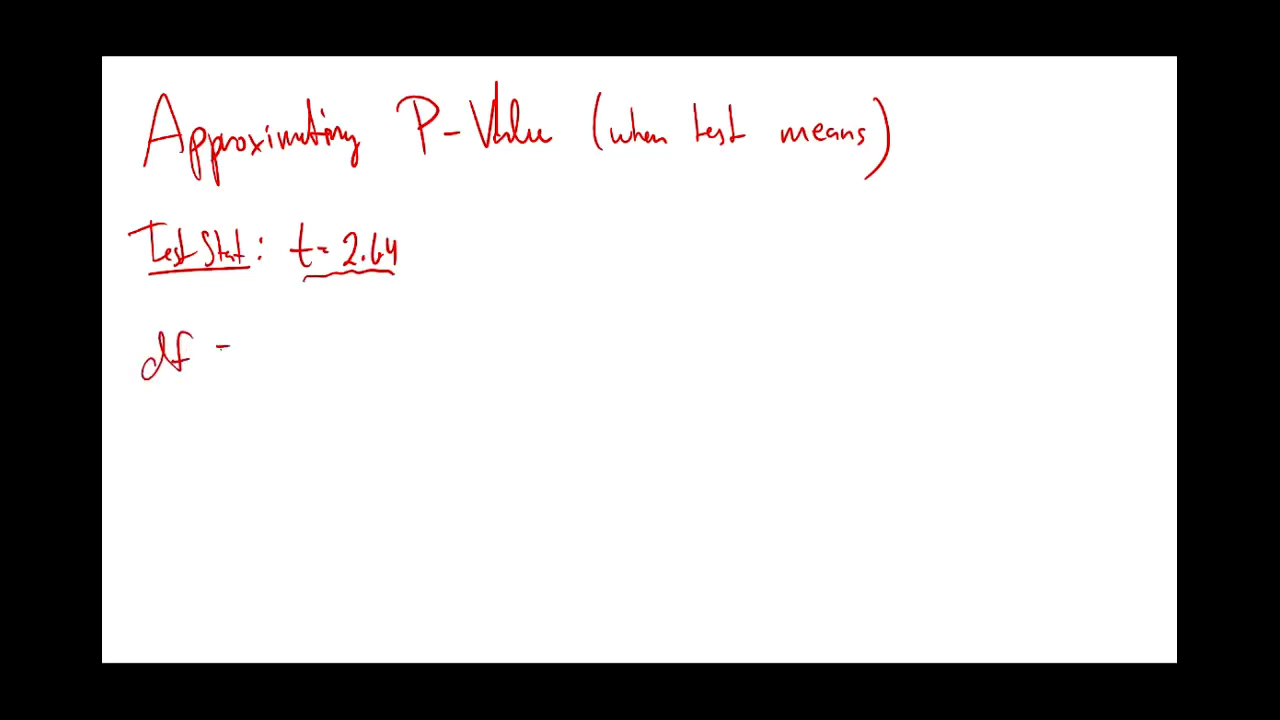 Approximating P-Value (when test means)
Test Stat: t = 2.64
df -